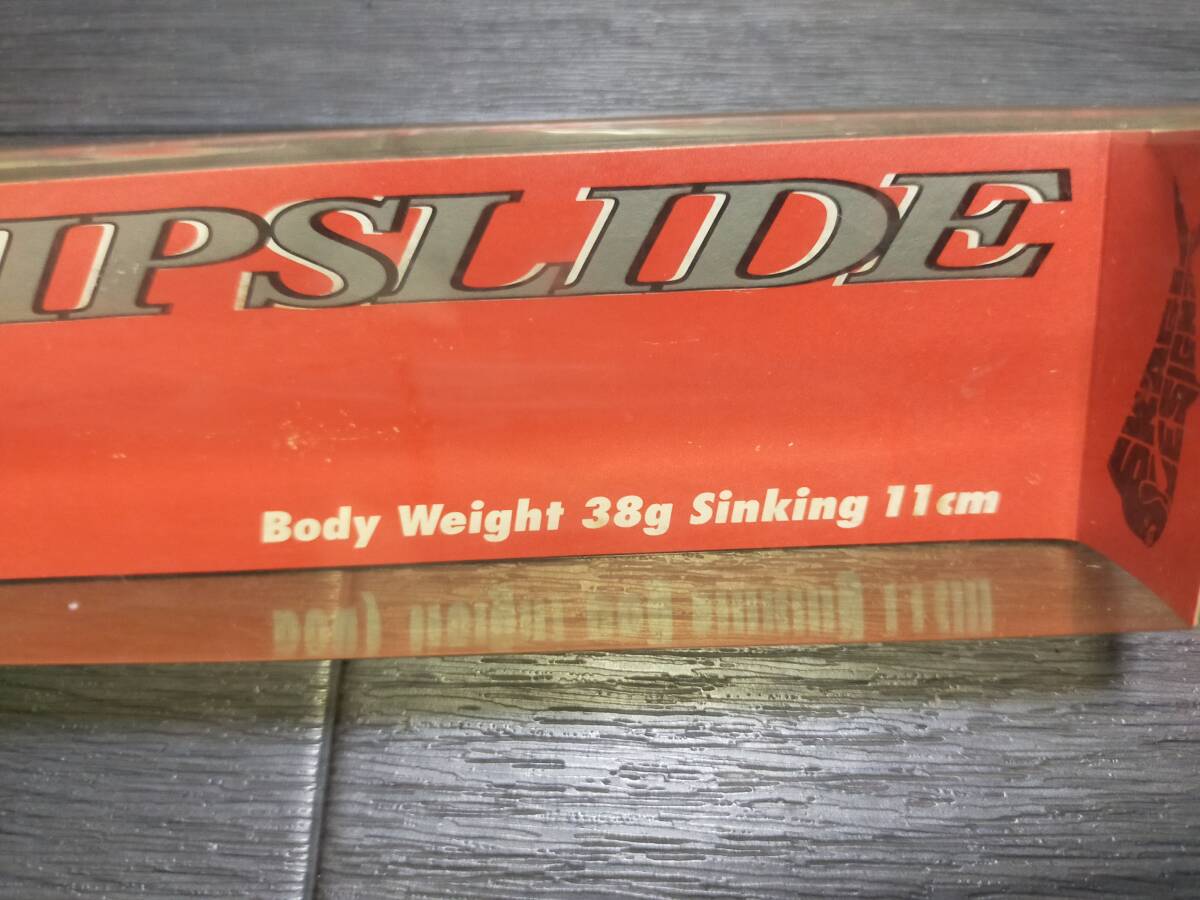 IPSLIDE
Body Weight 38g Sinking 11cm